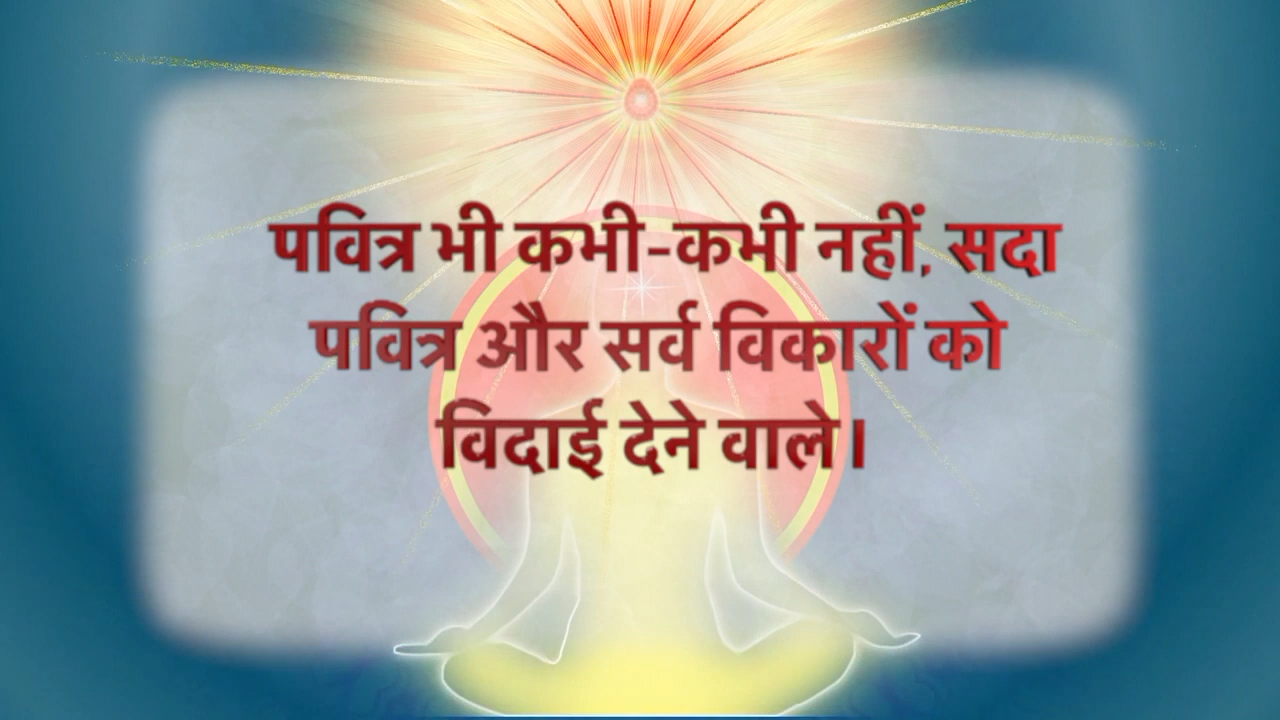 पवित्र भी कभी-कभी नहीं, सदा
पवित्र और सर्व विकारों को
विदाई देने वाले।